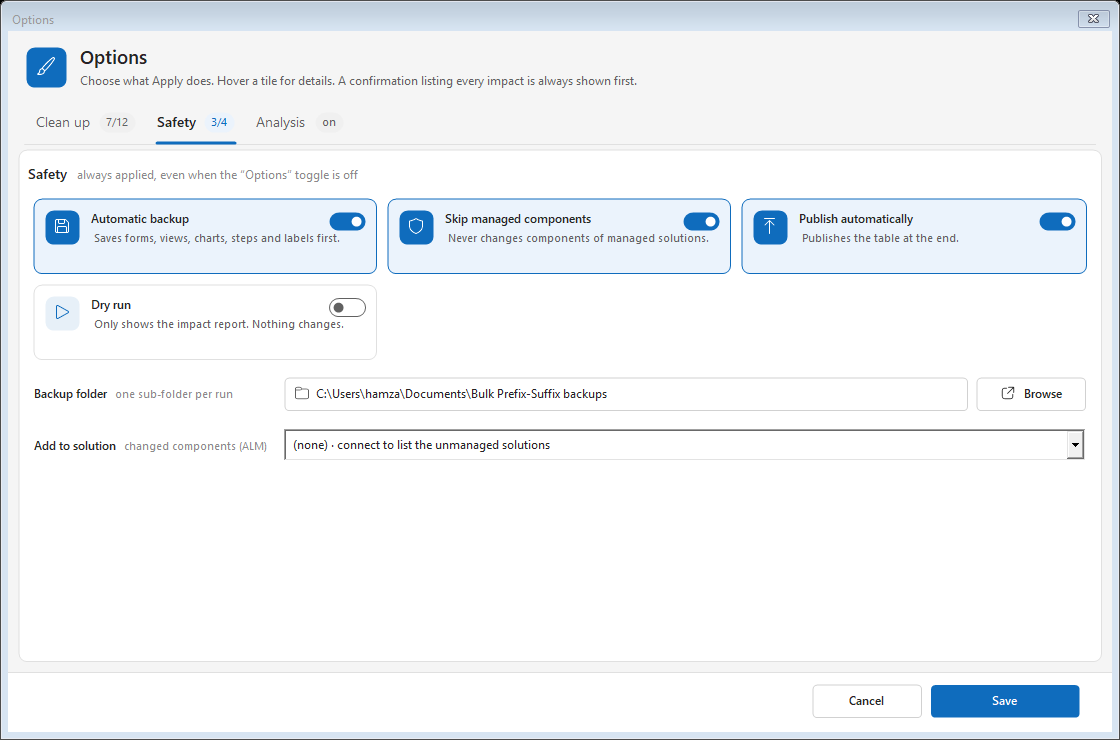 Options
Options
Choose what Apply does. Hover a tile for details. A confirmation listing every impact is always shown first.
Clean up 7/12 Safety 3/4 Analysis on
Safety always applied, even when the “Options” toggle is off
Automatic backup
Saves forms, views, charts, steps and labels first.
Skip managed components
Never changes components of managed solutions.
Publish automatically
Publishes the table at the end.
Dry run
Only shows the impact report. Nothing changes.
Backup folder one sub-folder per run C:\Users\hamza\Documents\Bulk Prefix-Suffix backups Browse
Add to solution changed components (ALM) (none) · connect to list the unmanaged solutions
Cancel Save